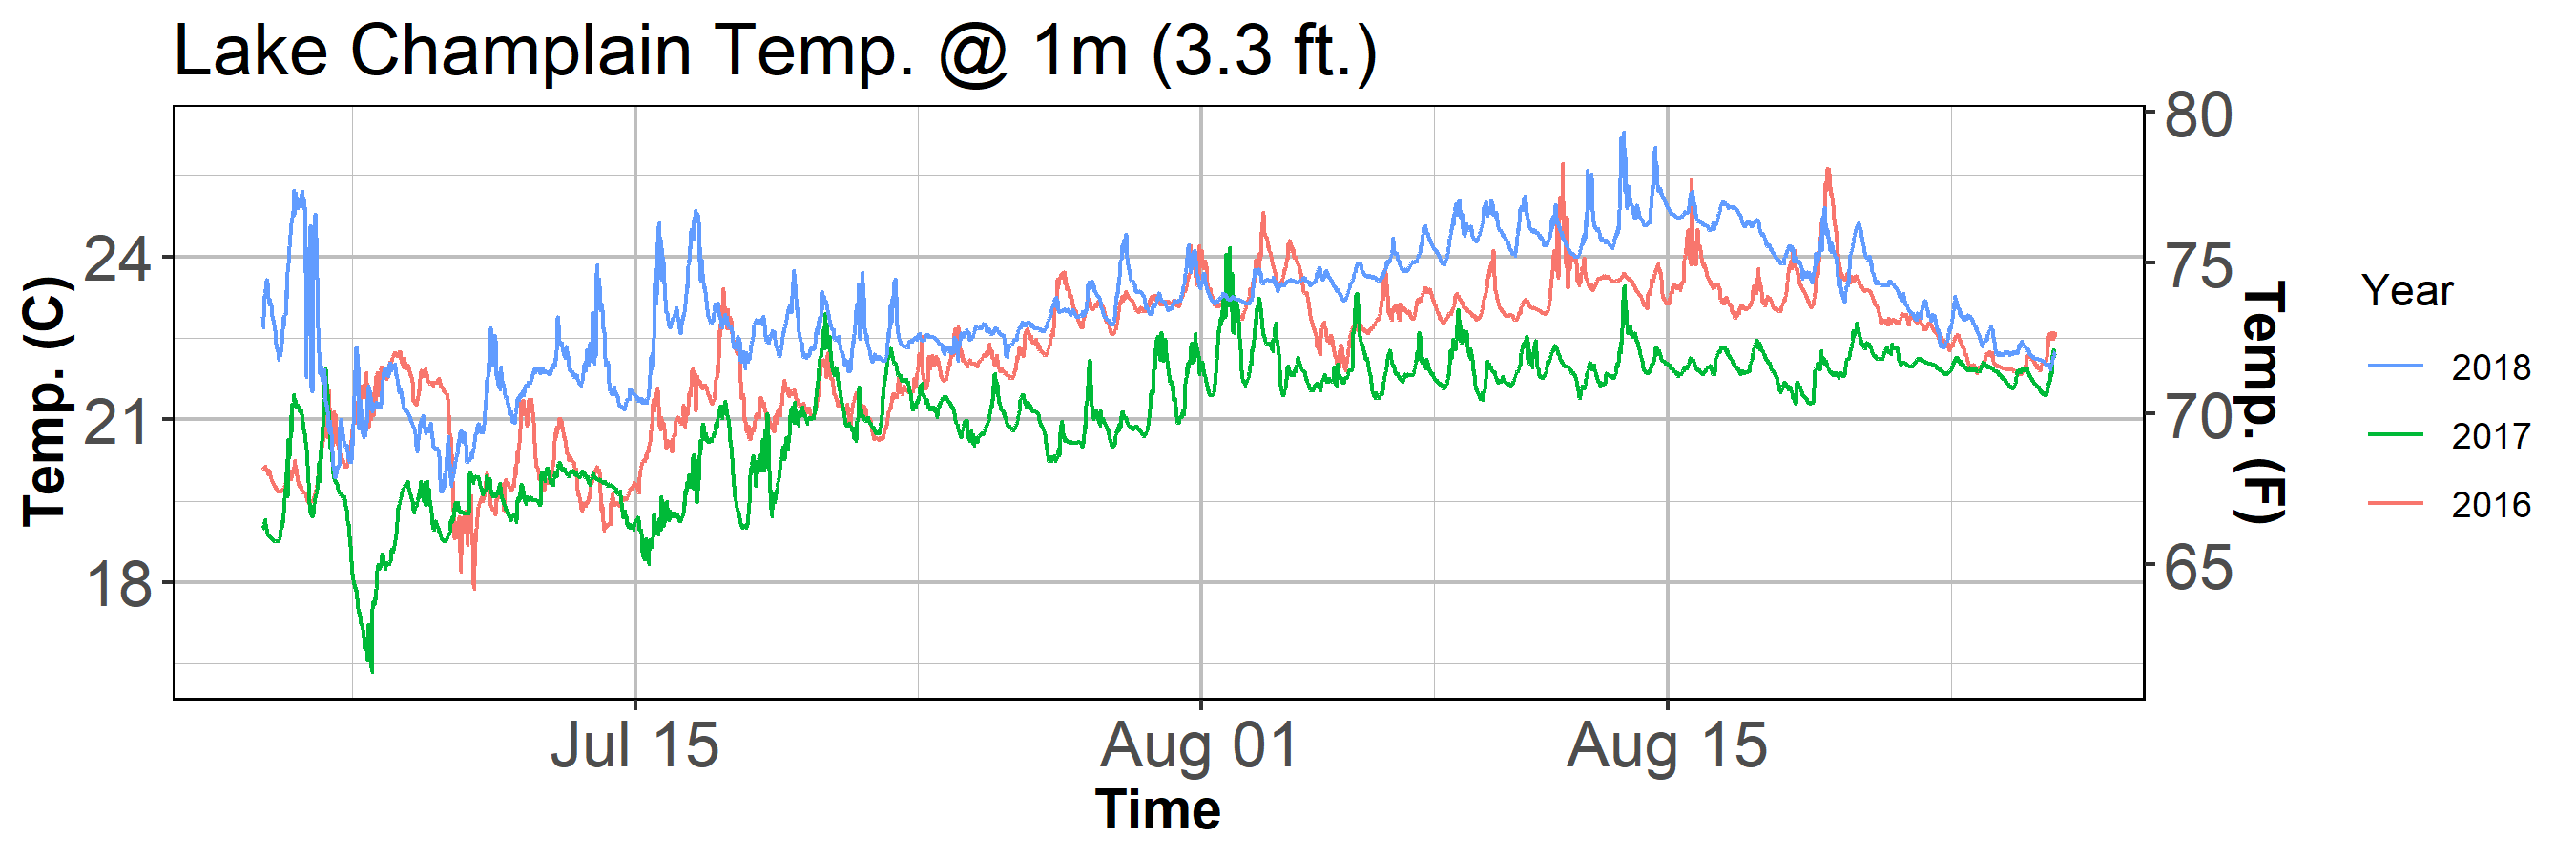 Lake Champlain Temp. @ 1m (3.3 ft.)
Temp. (C)
24
21
18
80
75
70
65
Temp. (F)
Jul 15
Aug 01
Aug 15
Time
Year
2018
2017
2016